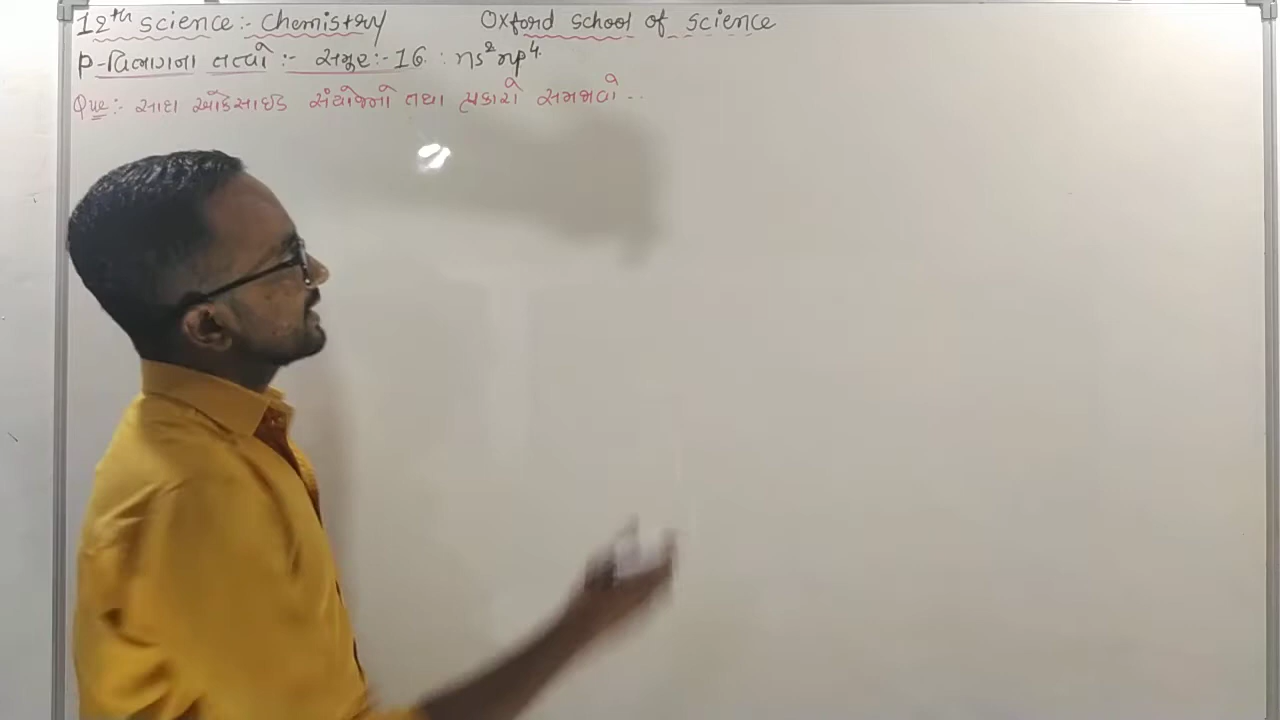 12th science:- Chemistry Oxford School of Science
p-વિભાગના તત્વો :- સમૂહ:- 16. : ns² np⁴.
Que:- સાદા ઓક્સાઇડ સંયોજનો તથા પ્રકારો સમજાવો...